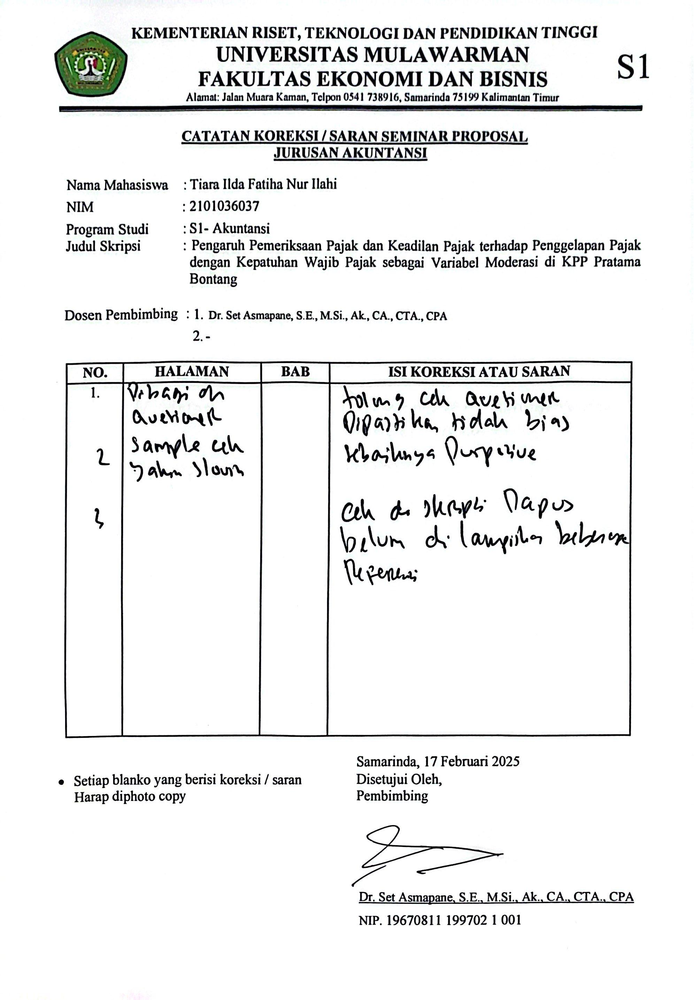 KEMENTERIAN RISET, TEKNOLOGI DAN PENDIDIKAN TINGGI
UNIVERSITAS MULAWARMAN
FAKULTAS EKONOMI DAN BISNIS
S1
Alamat: Jalan Muara Kaman, Telpon 0541 738916, Samarinda 75199 Kalimantan Timur
CATATAN KOREKSI / SARAN SEMINAR PROPOSAL
JURUSAN AKUNTANSI
Nama Mahasiswa : Tiara Ilda Fatiha Nur Ilahi
NIM : 2101036037
Program Studi : S1- Akuntansi
Judul Skripsi : Pengaruh Pemeriksaan Pajak dan Keadilan Pajak terhadap Penggelapan Pajak
dengan Kepatuhan Wajib Pajak sebagai Variabel Moderasi di KPP Pratama
Bontang
Dosen Pembimbing : 1. Dr. Set Asmapane, S.E., M.Si., Ak., CA., CTA., CPA
2. -
NO. HALAMAN BAB ISI KOREKSI ATAU SARAN
1. cek
Dipastikan tidak bias
2 sample cek sebaiknya Purposive
slovin
3 cek di skripsi Dapus
belum di lampirkan beberapa
Referensi
Samarinda, 17 Februari 2025
• Setiap blanko yang berisi koreksi / saran Disetujui Oleh,
Harap diphoto copy Pembimbing
Dr. Set Asmapane, S.E., M.Si., Ak., CA., CTA., CPA
NIP. 19670811 199702 1 001